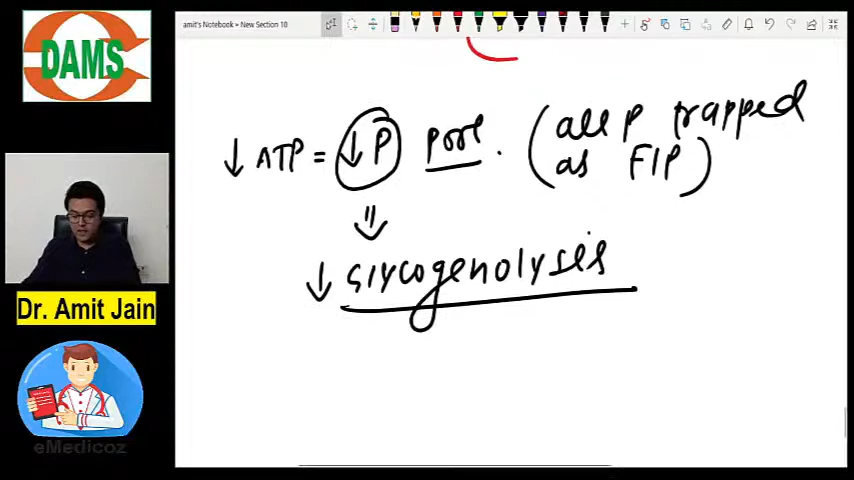 amit's Notebook > New Section 10
DAMS
↓ ATP = ↓ P pool. (all P trapped
as F1P)
⇓
↓ Glycogenolysis
Dr. Amit Jain
eMedicoz